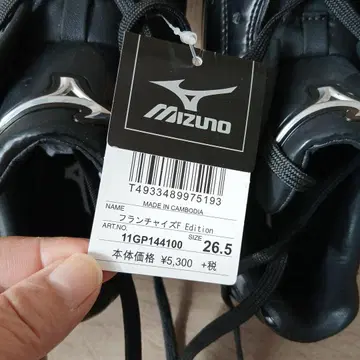 MIZUNO
T4933489975193
MADE IN CAMBODIA
NAME
フランチャイズF Edition
ART.NO. SIZE
11GP144100 26.5
本体価格 ¥5,300 +税